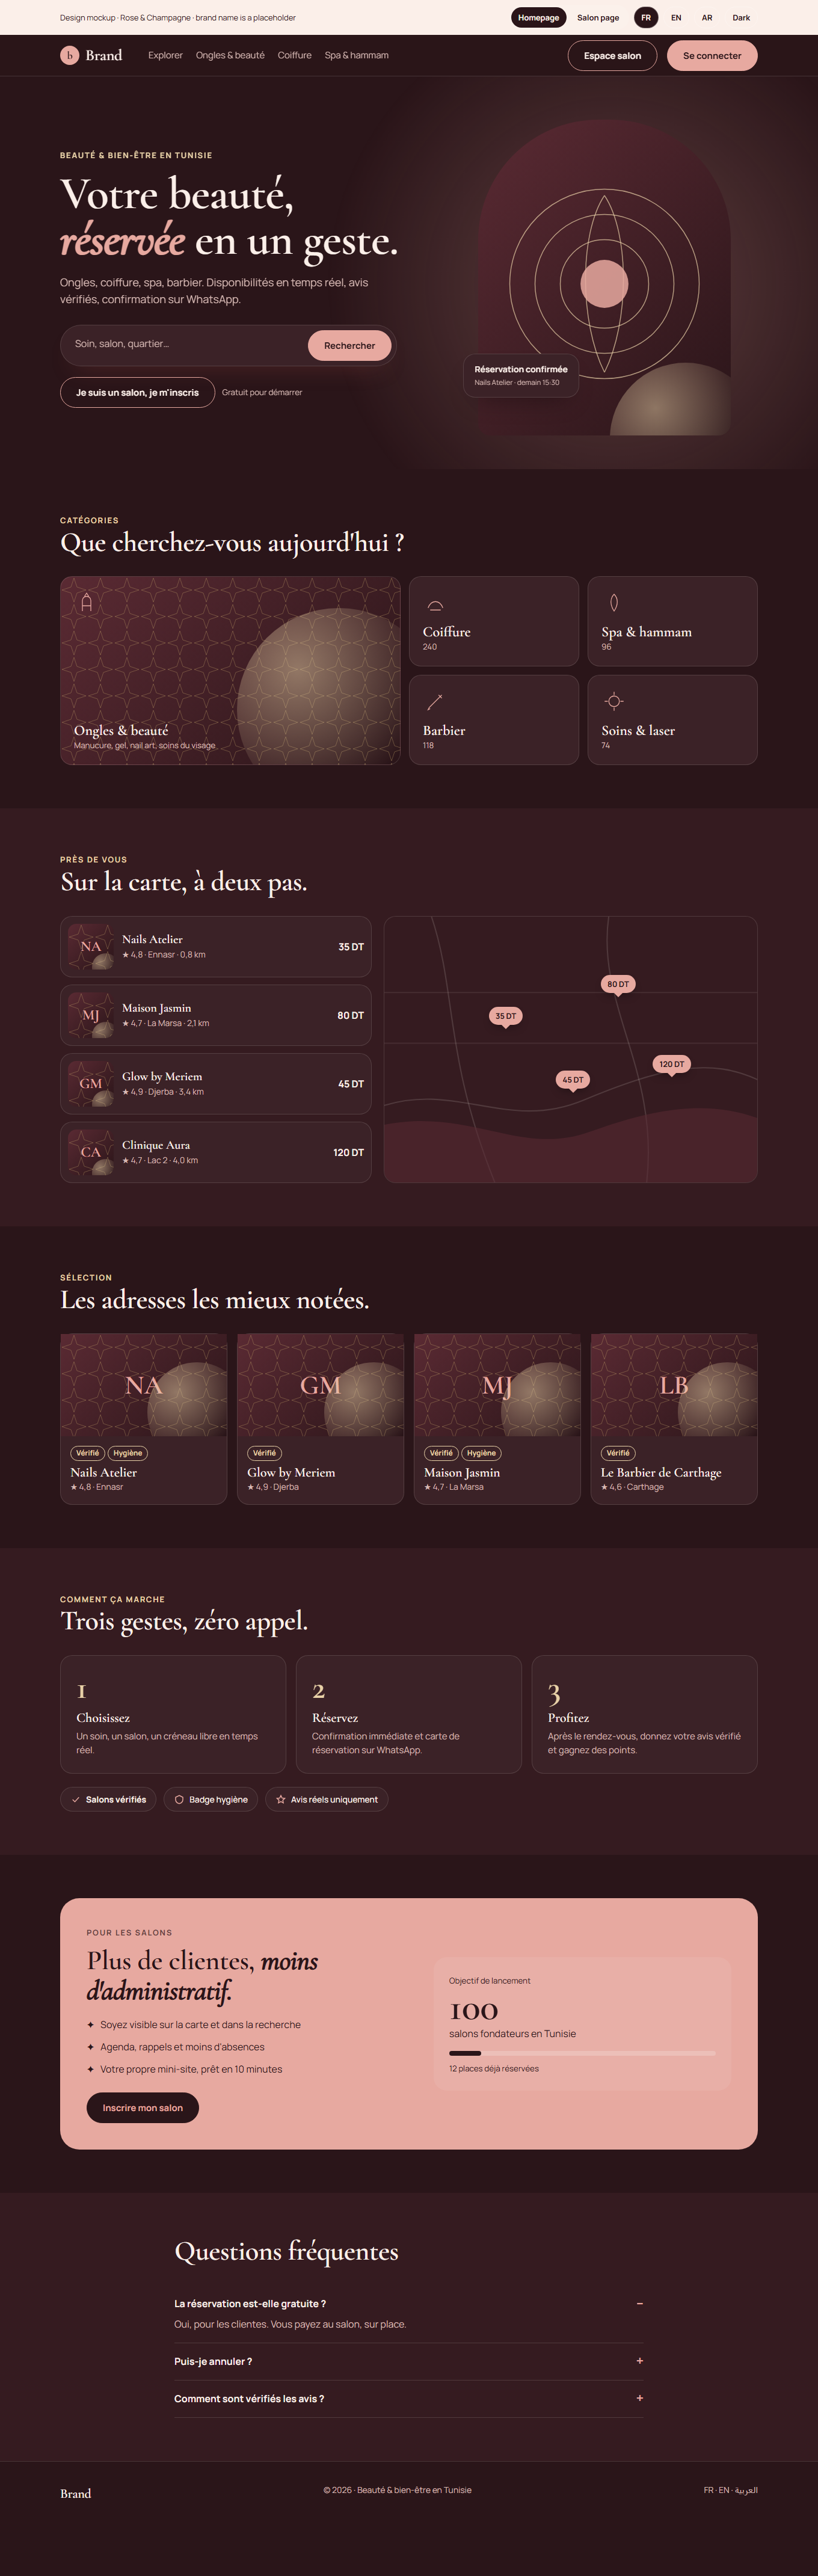 Design mockup · Rose & Champagne · brand name is a placeholder
Homepage
Salon page
FR
EN
AR
Dark
b
Brand
Explorer
Ongles & beauté
Coiffure
Spa & hammam
Espace salon
Se connecter
BEAUTÉ & BIEN-ÊTRE EN TUNISIE
Votre beauté,
réservée en un geste.
Ongles, coiffure, spa, barbier. Disponibilités en temps réel, avis
vérifiés, confirmation sur WhatsApp.
Soin, salon, quartier...
Rechercher
Je suis un salon, je m'inscris
Gratuit pour démarrer
Réservation confirmée
Nails Atelier · demain 15:30
CATÉGORIES
Que cherchez-vous aujourd'hui ?
Ongles & beauté
Manucure, gel, nail art, soins du visage
Coiffure
240
Spa & hammam
96
Barbier
118
Soins & laser
74
PRÈS DE VOUS
Sur la carte, à deux pas.
NA
Nails Atelier
★ 4,8 · Ennasr · 0,8 km
35 DT
MJ
Maison Jasmin
★ 4,7 · La Marsa · 2,1 km
80 DT
GM
Glow by Meriem
★ 4,9 · Djerba · 3,4 km
45 DT
CA
Clinique Aura
★ 4,7 · Lac 2 · 4,0 km
120 DT
80 DT
35 DT
120 DT
45 DT
SÉLECTION
Les adresses les mieux notées.
NA
Vérifié
Hygiène
Nails Atelier
★ 4,8 · Ennasr
GM
Vérifié
Glow by Meriem
★ 4,9 · Djerba
MJ
Vérifié
Hygiène
Maison Jasmin
★ 4,7 · La Marsa
LB
Vérifié
Le Barbier de Carthage
★ 4,6 · Carthage
COMMENT ÇA MARCHE
Trois gestes, zéro appel.
1
Choisissez
Un soin, un salon, un créneau libre en temps
réel.
2
Réservez
Confirmation immédiate et carte de
réservation sur WhatsApp.
3
Profitez
Après le rendez-vous, donnez votre avis vérifié
et gagnez des points.
Salons vérifiés
Badge hygiène
Avis réels uniquement
POUR LES SALONS
Plus de clientes, moins
d'administratif.
✦ Soyez visible sur la carte et dans la recherche
✦ Agenda, rappels et moins d'absences
✦ Votre propre mini-site, prêt en 10 minutes
Inscrire mon salon
Objectif de lancement
100
salons fondateurs en Tunisie
12 places déjà réservées
Questions fréquentes
La réservation est-elle gratuite ? –
Oui, pour les clientes. Vous payez au salon, sur place.
Puis-je annuler ? +
Comment sont vérifiés les avis ? +
Brand
© 2026 · Beauté & bien-être en Tunisie
FR · EN · العربية